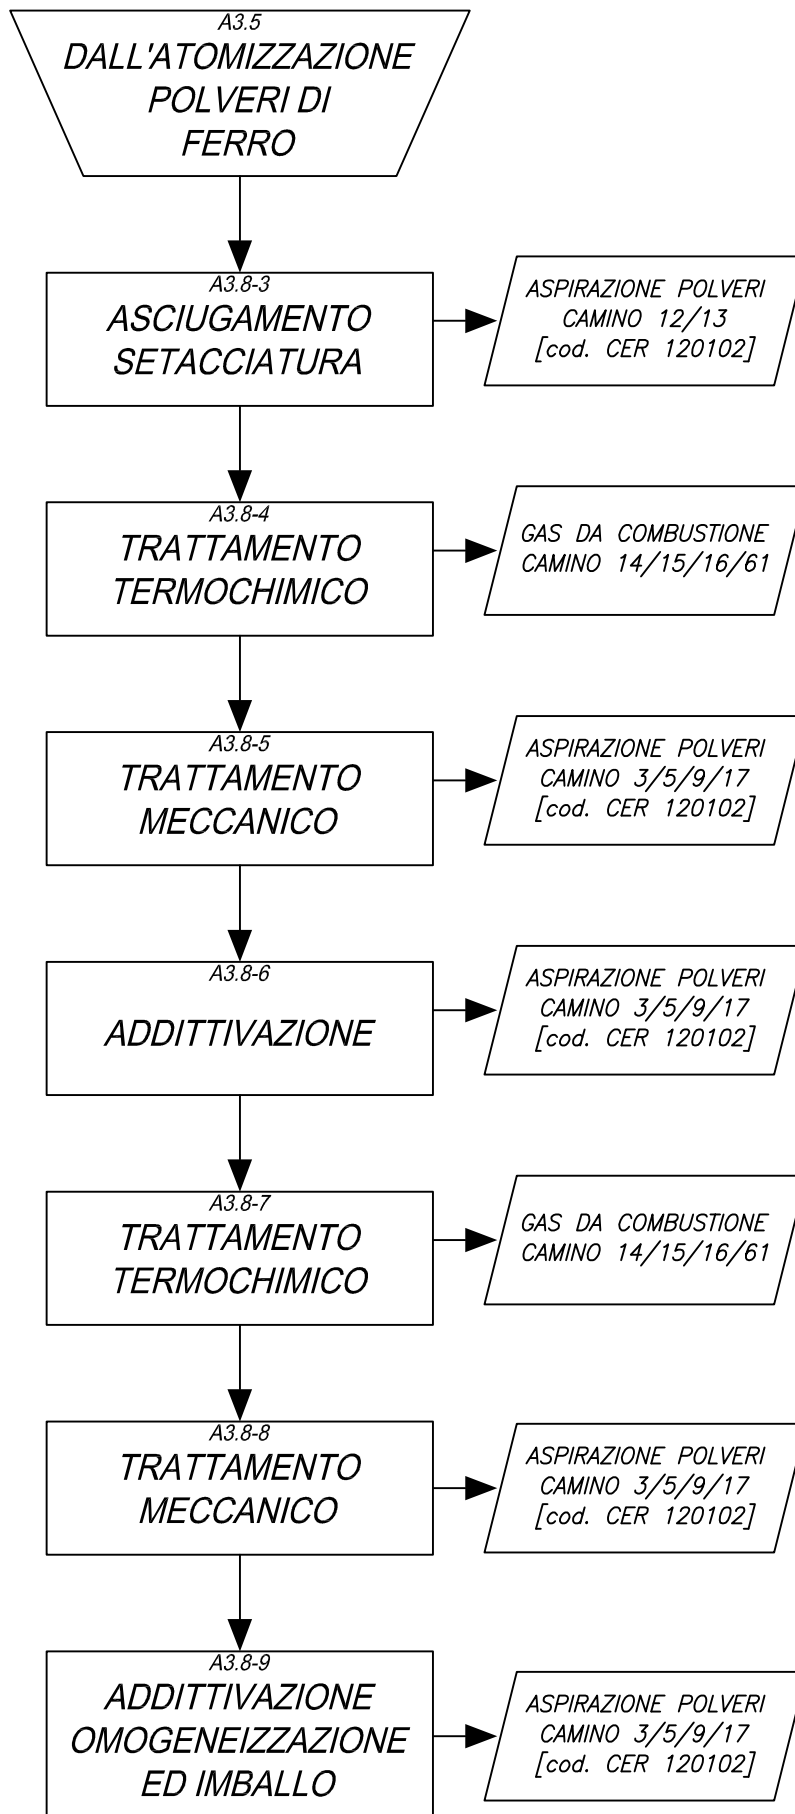 A3.5
DALL'ATOMIZZAZIONE
POLVERI DI
FERRO
A3.8-3
ASCIUGAMENTO
SETACCIATURA
ASPIRAZIONE POLVERI
CAMINO 12/13
[cod. CER 120102]
A3.8-4
TRATTAMENTO
TERMOCHIMICO
GAS DA COMBUSTIONE
CAMINO 14/15/16/61
A3.8-5
TRATTAMENTO
MECCANICO
ASPIRAZIONE POLVERI
CAMINO 3/5/9/17
[cod. CER 120102]
A3.8-6
ADDITTIVAZIONE
ASPIRAZIONE POLVERI
CAMINO 3/5/9/17
[cod. CER 120102]
A3.8-7
TRATTAMENTO
TERMOCHIMICO
GAS DA COMBUSTIONE
CAMINO 14/15/16/61
A3.8-8
TRATTAMENTO
MECCANICO
ASPIRAZIONE POLVERI
CAMINO 3/5/9/17
[cod. CER 120102]
A3.8-9
ADDITTIVAZIONE
OMOGENEIZZAZIONE
ED IMBALLO
ASPIRAZIONE POLVERI
CAMINO 3/5/9/17
[cod. CER 120102]